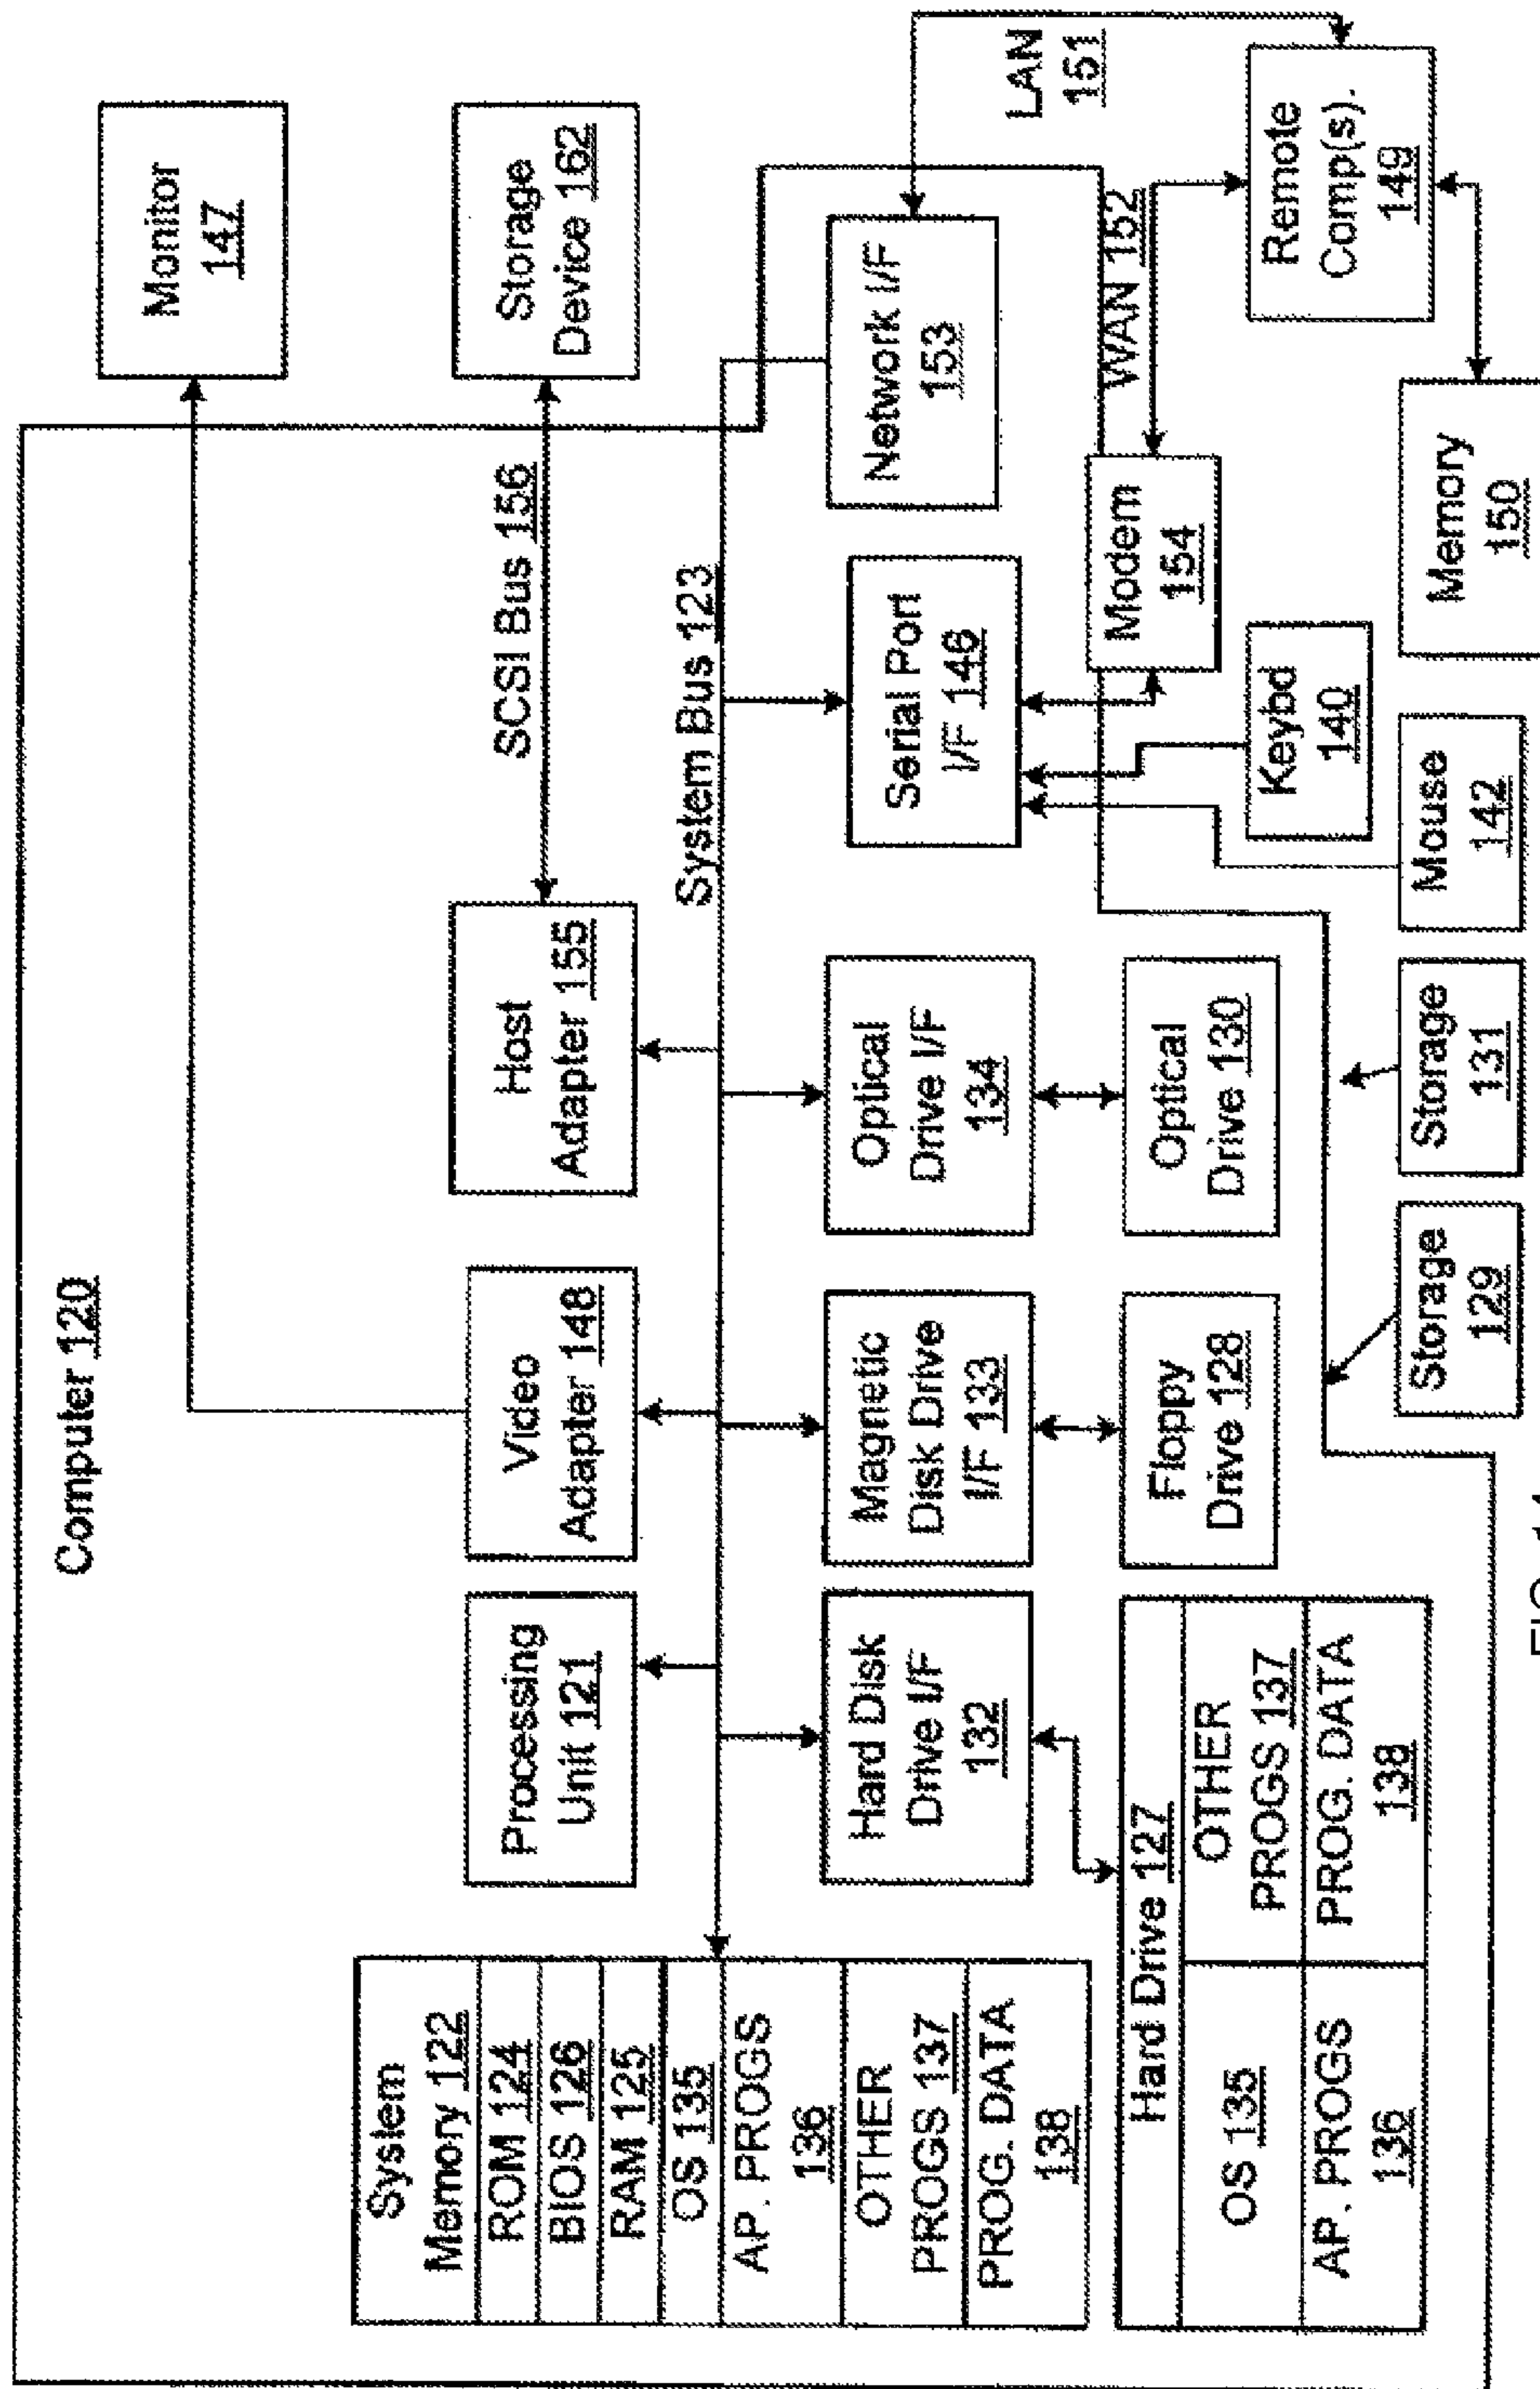 Computer 120
Monitor
147
Storage
Device 162
SCSI Bus 156
System Bus 123
System
Memory 122
ROM 124
BIOS 126
RAM 125
OS 135
AP. PROGS
136
OTHER
PROGS 137
PROG. DATA
138
Processing
Unit 121
Video
Adapter 148
Host
Adapter 155
Hard Disk
Drive I/F
132
Magnetic
Disk Drive
I/F 133
Optical
Drive I/F
134
Serial Port
I/F 146
Network I/F
153
LAN
151
Hard Drive 127
OS 135
OTHER
PROGS 137
AP. PROGS
136
PROG. DATA
138
Floppy
Drive 128
Optical
Drive 130
Modem
154
WAN 152
Remote
Comp(s).
149
Keybd
140
Storage
129
Storage
131
Mouse
142
Memory
150